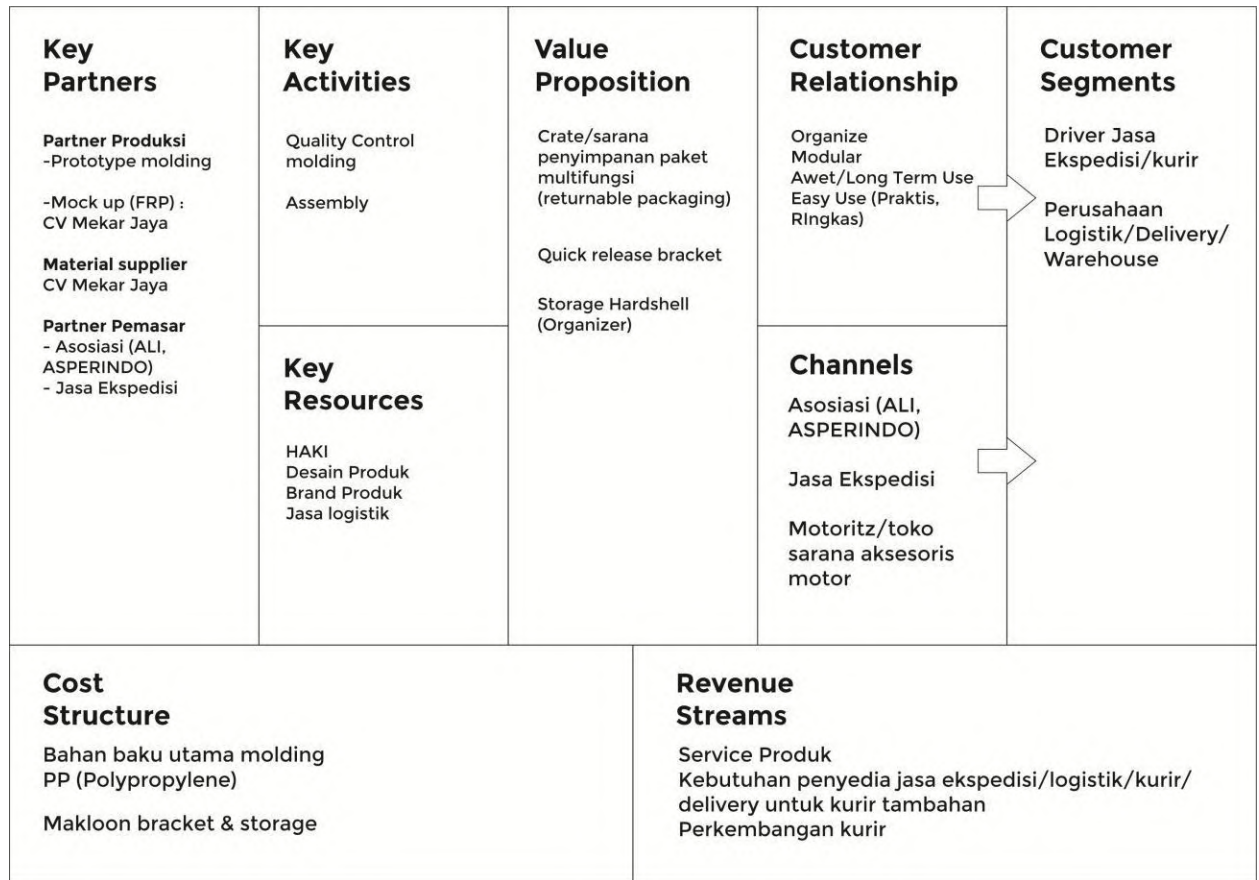 Key
Partners
Partner Produksi
-Prototype molding
-Mock up (FRP) :
CV Mekar Jaya
Material supplier
CV Mekar Jaya
Partner Pemasar
- Asosiasi (ALI,
ASPERINDO)
- Jasa Ekspedisi
Key
Activities
Quality Control
molding
Assembly
Key
Resources
HAKI
Desain Produk
Brand Produk
Jasa logistik
Value
Proposition
Crate/sarana
penyimpanan paket
multifungsi
(returnable packaging)
Quick release bracket
Storage Hardshell
(Organizer)
Customer
Relationship
Organize
Modular
Awet/Long Term Use
Easy Use (Praktis,
RIngkas)
Channels
Asosiasi (ALI,
ASPERINDO)
Jasa Ekspedisi
Motoritz/toko
sarana aksesoris
motor
Customer
Segments
Driver Jasa
Ekspedisi/kurir
Perusahaan
Logistik/Delivery/
Warehouse
Cost
Structure
Bahan baku utama molding
PP (Polypropylene)
Makloon bracket & storage
Revenue
Streams
Service Produk
Kebutuhan penyedia jasa ekspedisi/logistik/kurir/
delivery untuk kurir tambahan
Perkembangan kurir